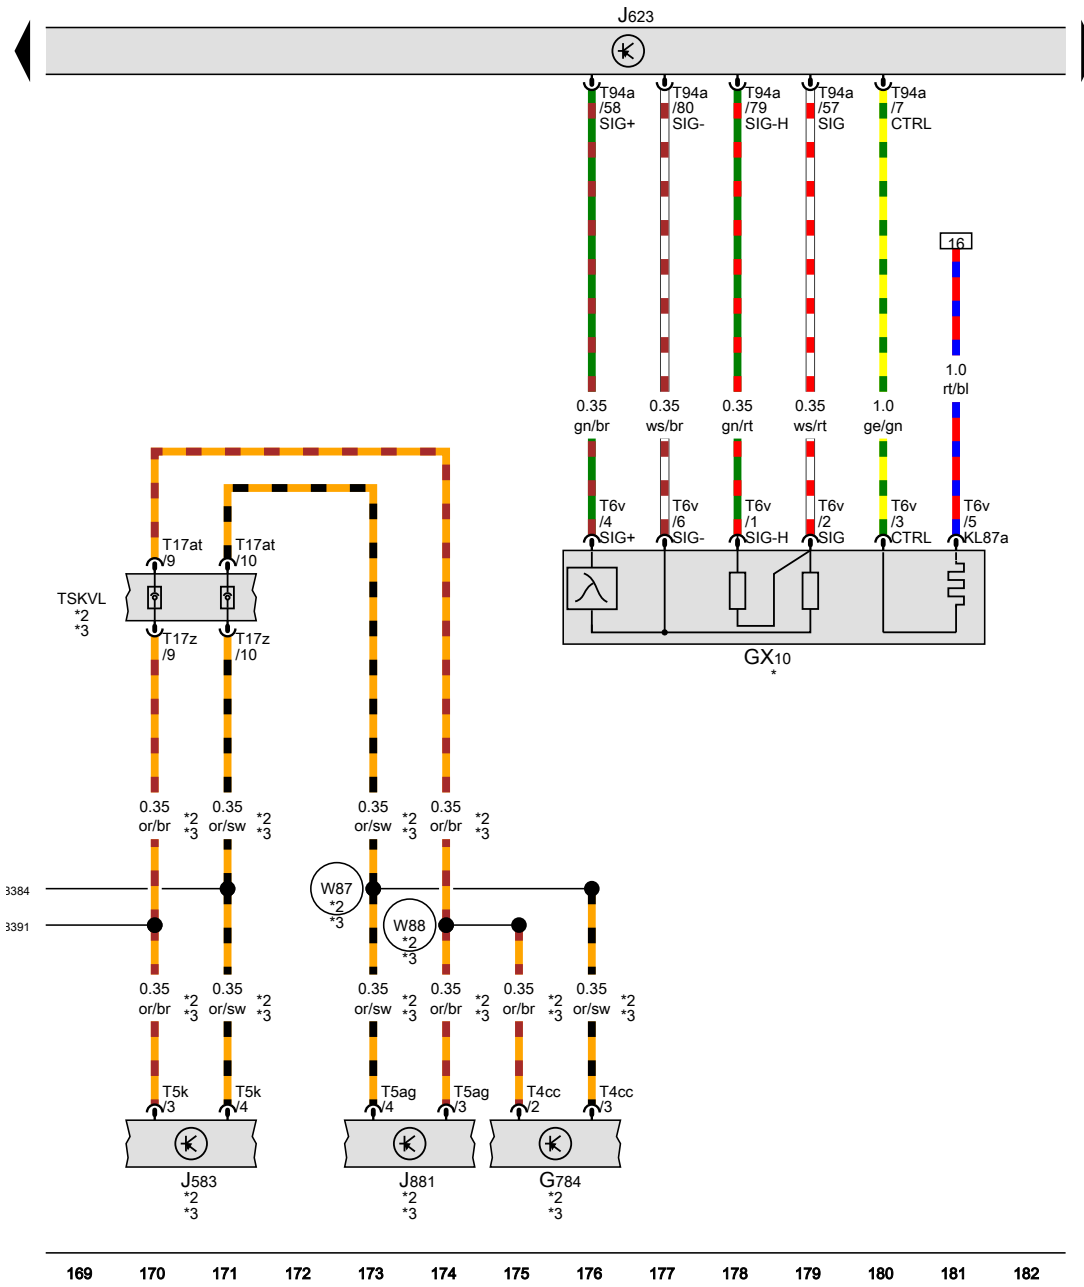 J623
T94a
/58
SIG+
T94a
/80
SIG-
T94a
/79
SIG-H
T94a
/57
SIG
T94a
/7
CTRL
16
1.0
rt/bl
0.35
gn/br
0.35
ws/br
0.35
gn/rt
0.35
ws/rt
1.0
ge/gn
T6v
/4
SIG+
T6v
/6
SIG-
T6v
/1
SIG-H
T6v
/2
SIG
T6v
/3
CTRL
T6v
/5
KL87a
T17at
/9
T17at
/10
TSKVL
*2
*3
T17z
/9
T17z
/10
GX10
*
0.35
or/br
*2
*3
0.35
or/sw
*2
*3
0.35
or/sw
*2
*3
0.35
or/br
*2
*3
3384
W87
*2
*3
3391
W88
*2
*3
0.35
or/br
*2
*3
0.35
or/sw
*2
*3
0.35
or/sw
*2
*3
0.35
or/br
*2
*3
0.35
or/br
0.35
or/sw
*2
*3
T5k
/3
T5k
/4
T5ag
/4
T5ag
/3
T4cc
/2
T4cc
/3
J583
*2
*3
J881
*2
*3
G784
*2
*3
169 170 171 172 173 174 175 176 177 178 179 180 181 182